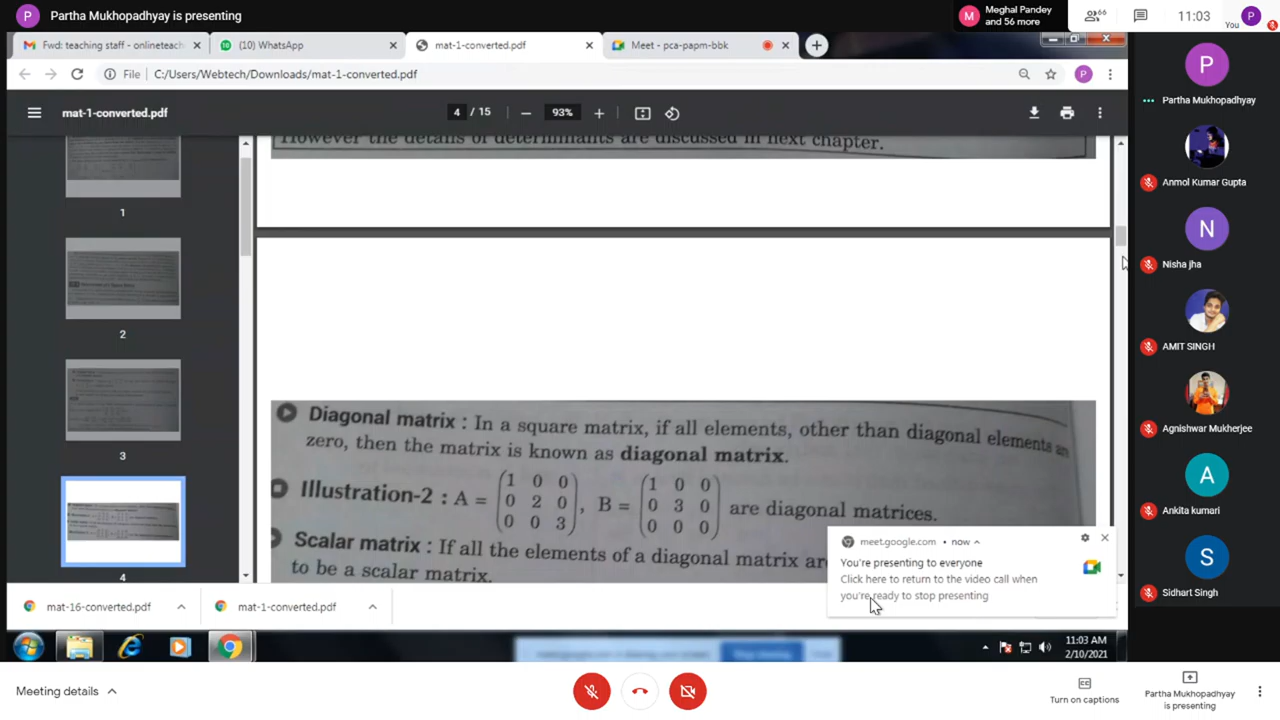 P Partha Mukhopadhyay is presenting
M Meghal Pandey and 56 more
66
11:03
You
P
Fwd: teaching staff - onlineteach
(10) WhatsApp
mat-1-converted.pdf
Meet - pca-papm-bbk
File C:/Users/Webtech/Downloads/mat-1-converted.pdf
P
mat-1-converted.pdf
4 / 15
93%
However the details of determinants are discussed in next chapter.
1
2
3
4
Diagonal matrix : In a square matrix, if all elements, other than diagonal elements
zero, then the matrix is known as diagonal matrix.
Illustration-2 : A = (1 0 0 0 2 0 0 0 3), B = (1 0 0 0 3 0 0 0 0) are diagonal matrices.
Scalar matrix : If all the elements of a diagonal matrix are
to be a scalar matrix.
meet.google.com • now
You're presenting to everyone
Click here to return to the video call when
you're ready to stop presenting
mat-16-converted.pdf
mat-1-converted.pdf
11:03 AM
2/10/2021
P
Partha Mukhopadhyay
Anmol Kumar Gupta
N
Nisha jha
AMIT SINGH
Agnishwar Mukherjee
A
Ankita kumari
S
Sidhart Singh
Meeting details
Turn on captions
Partha Mukhopadhyay
is presenting